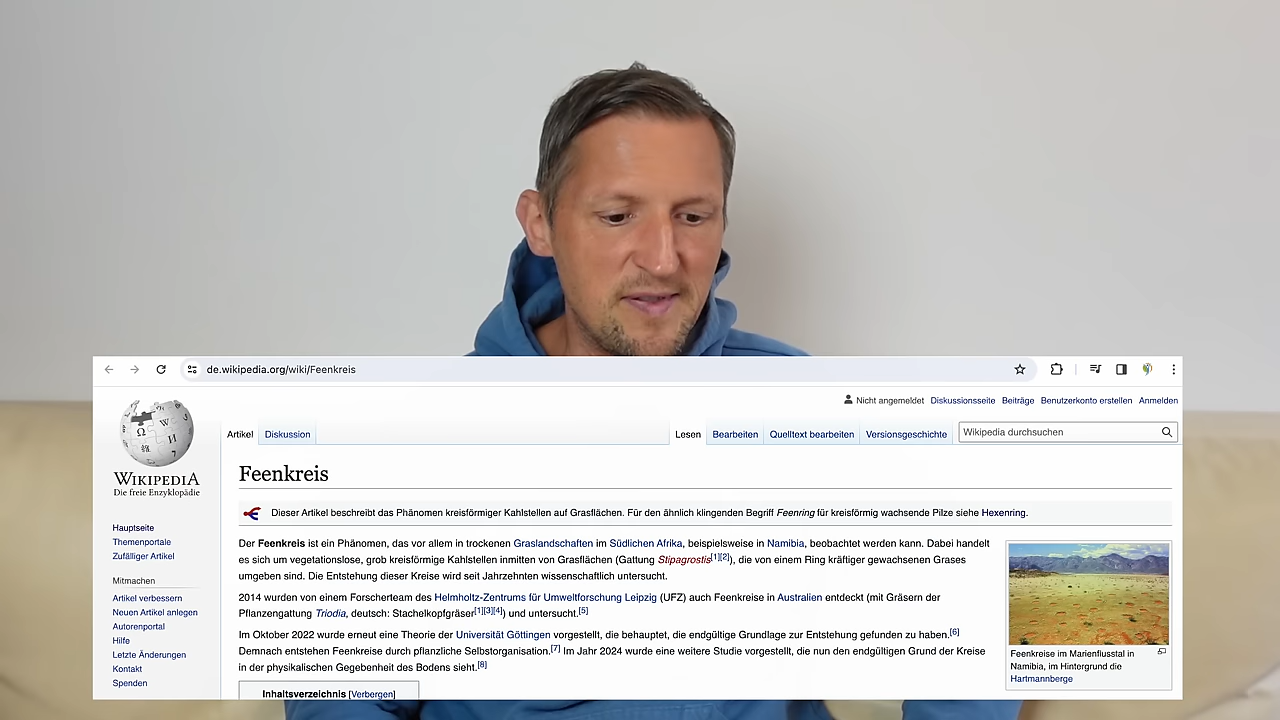 de.wikipedia.org/wiki/Feenkreis
Nicht angemeldet Diskussionsseite Beiträge Benutzerkonto erstellen Anmelden
Artikel Diskussion Lesen Bearbeiten Quelltext bearbeiten Versionsgeschichte Wikipedia durchsuchen
WIKIPEDIA
Die freie Enzyklopädie
Hauptseite
Themenportale
Zufälliger Artikel
Mitmachen
Artikel verbessern
Neuen Artikel anlegen
Autorenportal
Hilfe
Letzte Änderungen
Kontakt
Spenden
Feenkreis
Dieser Artikel beschreibt das Phänomen kreisförmiger Kahlstellen auf Grasflächen. Für den ähnlich klingenden Begriff Feenring für kreisförmig wachsende Pilze siehe Hexenring.
Der Feenkreis ist ein Phänomen, das vor allem in trockenen Graslandschaften im Südlichen Afrika, beispielsweise in Namibia, beobachtet werden kann. Dabei handelt
es sich um vegetationslose, grob kreisförmige Kahlstellen inmitten von Grasflächen (Gattung Stipagrostis[1][2]), die von einem Ring kräftiger gewachsenen Grases
umgeben sind. Die Entstehung dieser Kreise wird seit Jahrzehnten wissenschaftlich untersucht.
2014 wurden von einem Forscherteam des Helmholtz-Zentrums für Umweltforschung Leipzig (UFZ) auch Feenkreise in Australien entdeckt (mit Gräsern der
Pflanzengattung Triodia, deutsch: Stachelkopfgräser[1][3][4]) und untersucht.[5]
Im Oktober 2022 wurde erneut eine Theorie der Universität Göttingen vorgestellt, die behauptet, die endgültige Grundlage zur Entstehung gefunden zu haben.[6]
Demnach entstehen Feenkreise durch pflanzliche Selbstorganisation.[7] Im Jahr 2024 wurde eine weitere Studie vorgestellt, die nun den endgültigen Grund der Kreise
in der physikalischen Gegebenheit des Bodens sieht.[8]
Inhaltsverzeichnis [Verbergen]
Feenkreise im Marienflusstal in
Namibia, im Hintergrund die
Hartmannberge